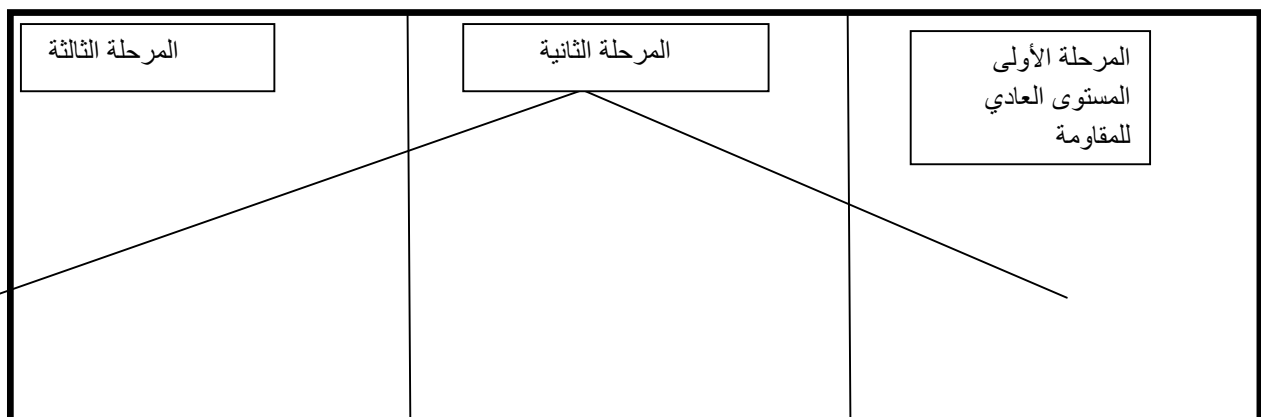 المرحلة الأولى
المستوى العادي
للمقاومة
المرحلة الثانية
المرحلة الثالثة